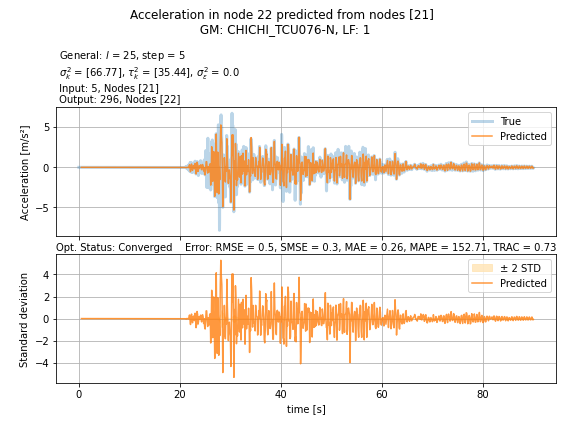 Acceleration in node 22 predicted from nodes [21]
GM: CHICHI_TCU076-N, LF: 1
General: l = 25, step = 5
σ²ₖ = [66.77], τ²ₖ = [35.44], σ²_ε = 0.0
Input: 5, Nodes [21]
Output: 296, Nodes [22]
True
Predicted
Acceleration [m/s²]
5
0
−5
Opt. Status: Converged Error: RMSE = 0.5, SMSE = 0.3, MAE = 0.26, MAPE = 152.71, TRAC = 0.73
± 2 STD
Predicted
Standard deviation
4
2
0
−2
−4
0 20 40 60 80
time [s]